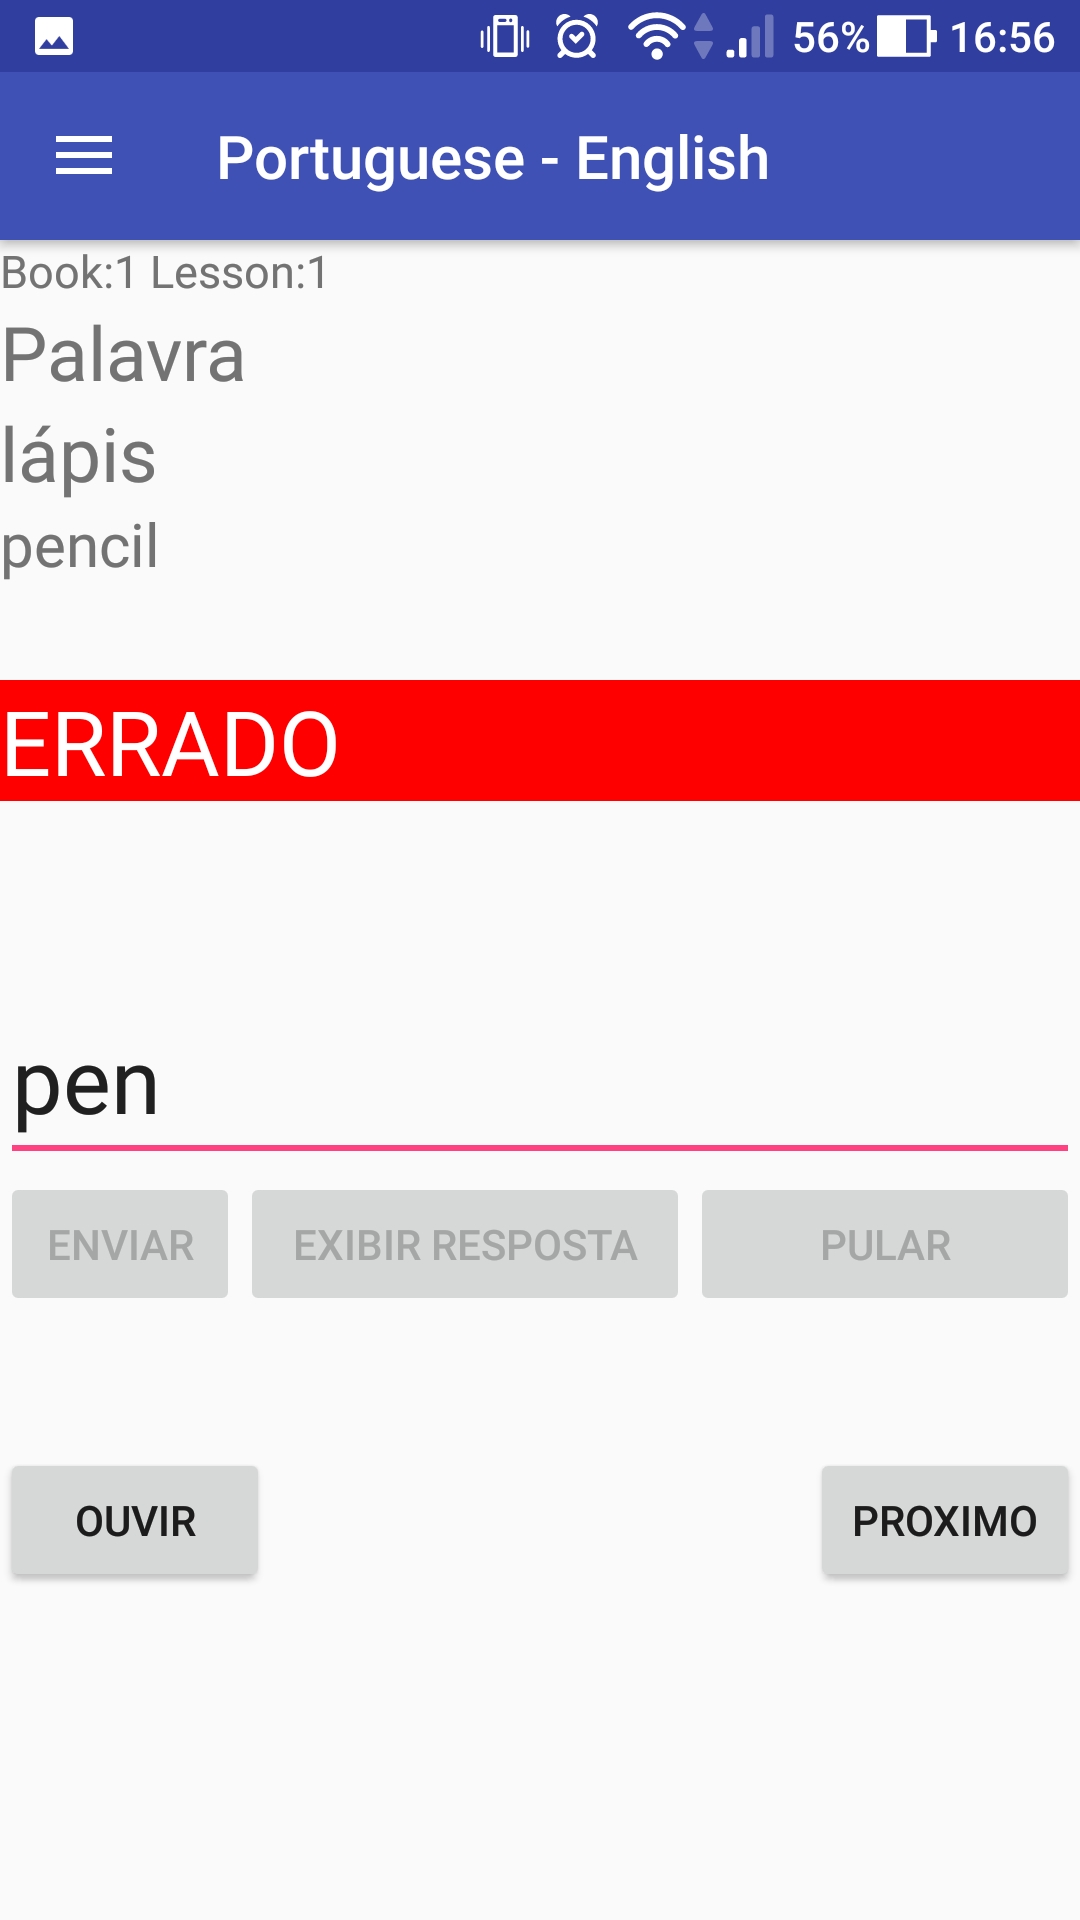 56% 16:56
Portuguese - English
Book:1 Lesson:1
Palavra
lápis
pencil
ERRADO
pen
ENVIAR EXIBIR RESPOSTA PULAR
OUVIR PROXIMO